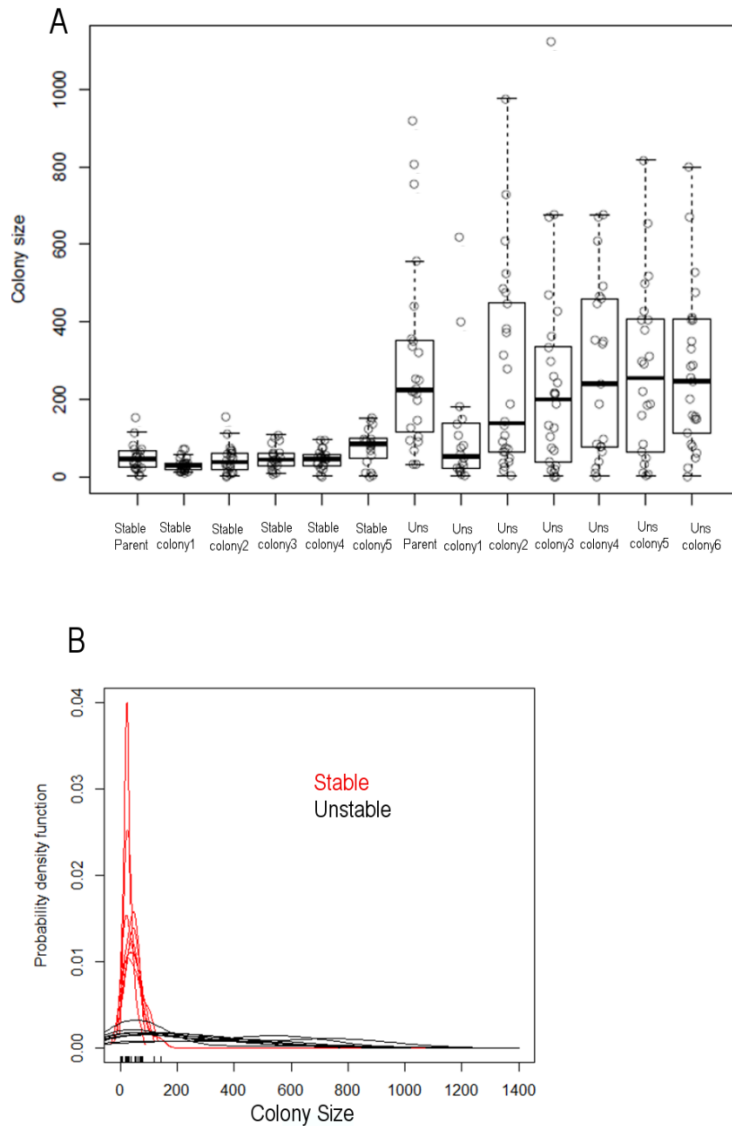 A
Colony size
1000
800
600
400
200
0
Stable Parent
Stable colony1
Stable colony2
Stable colony3
Stable colony4
Stable colony5
Uns Parent
Uns colony1
Uns colony2
Uns colony3
Uns colony4
Uns colony5
Uns colony6
B
Probability density function
0.04
0.03
0.02
0.01
0.00
Stable
Unstable
0 200 400 600 800 1000 1200 1400
Colony Size